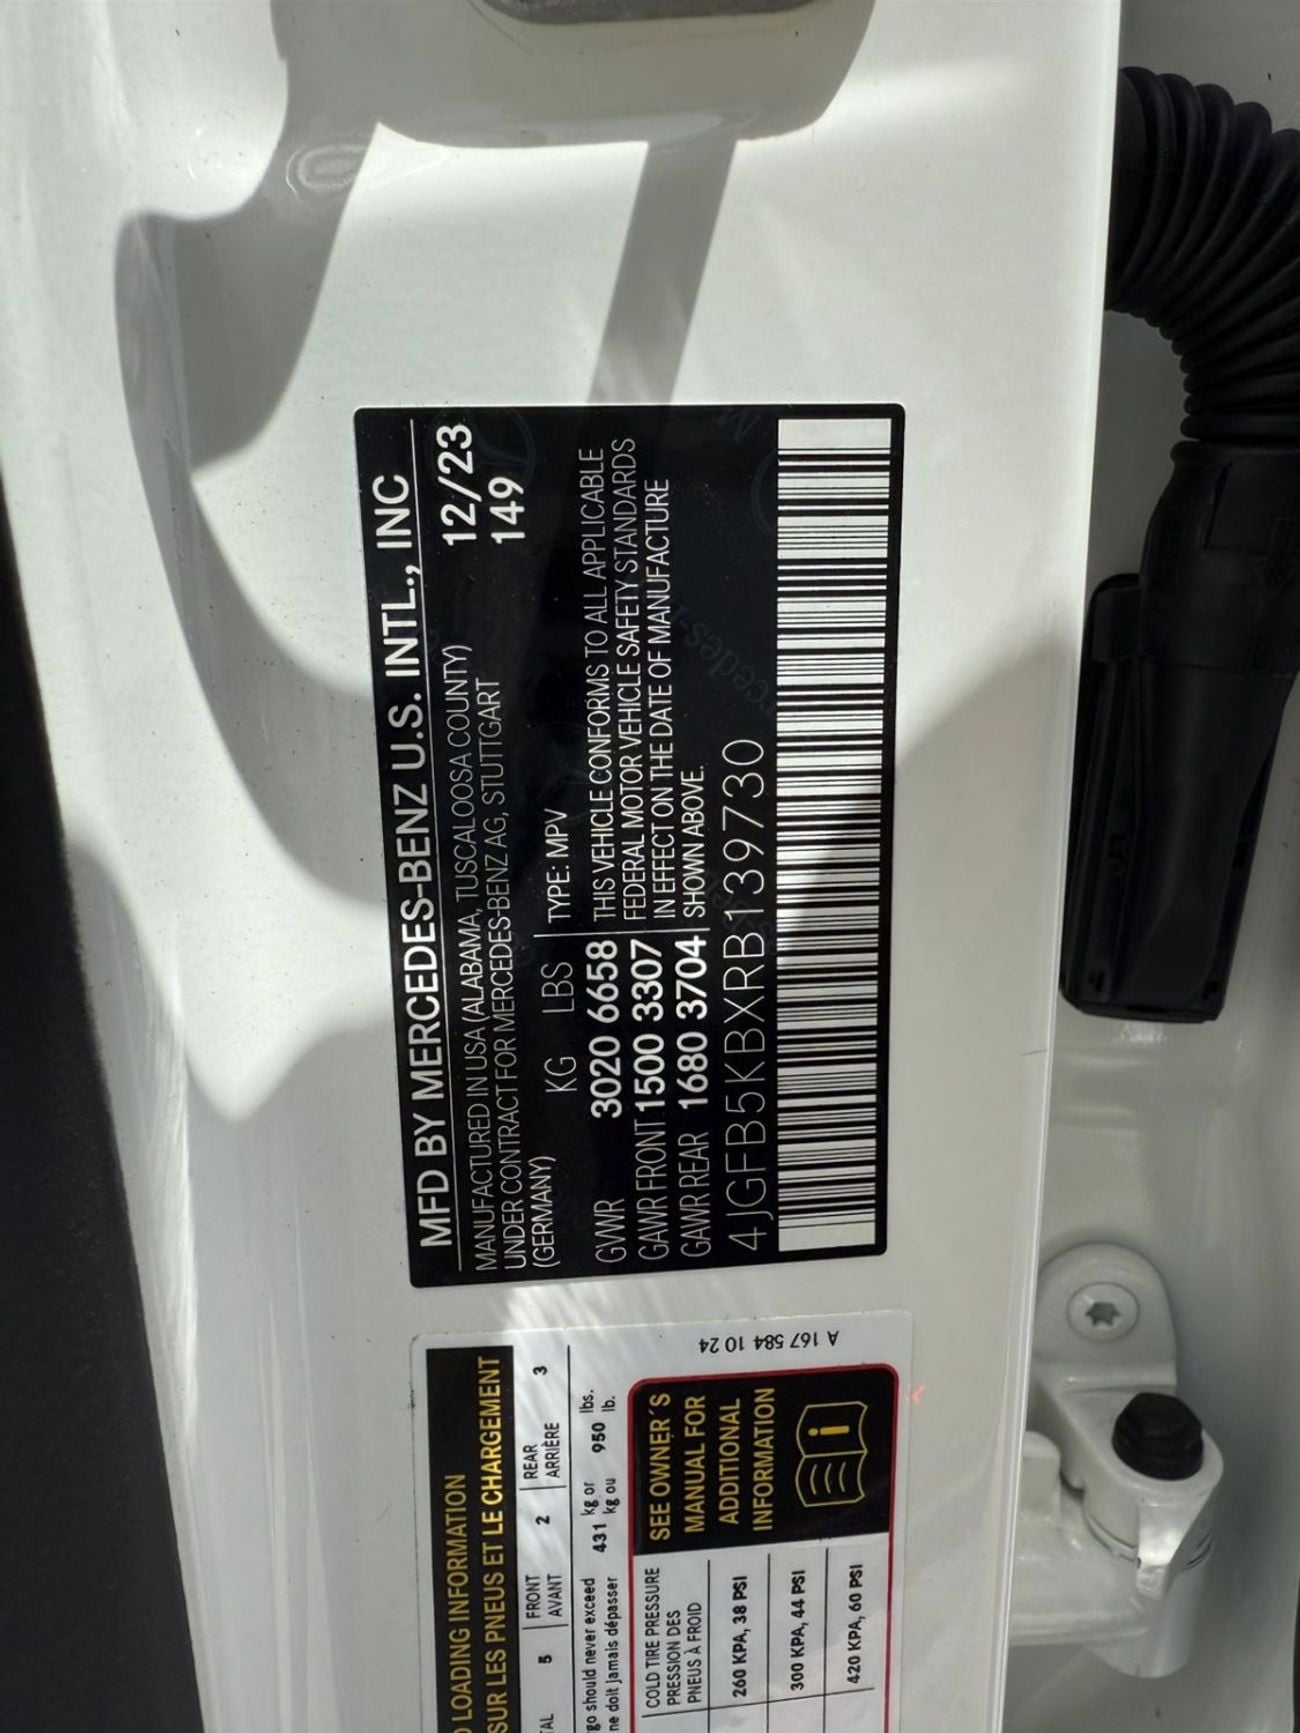 MFD BY MERCEDES-BENZ U.S. INTL., INC
MANUFACTURED IN USA (ALABAMA, TUSCALOOSA COUNTY) 12/23
UNDER CONTRACT FOR MERCEDES-BENZ AG, STUTTGART 149
(GERMANY)
KG LBS TYPE: MPV
GVWR 3020 6658 THIS VEHICLE CONFORMS TO ALL APPLICABLE
FEDERAL MOTOR VEHICLE SAFETY STANDARDS
GAWR FRONT 1500 3307 IN EFFECT ON THE DATE OF MANUFACTURE
GAWR REAR 1680 3704 SHOWN ABOVE.
4JGFB5KBXRB139730
LOADING INFORMATION
SUR LES PNEUS ET LE CHARGEMENT
5 FRONT 2 REAR 3
AVANT ARRIÈRE
should never exceed 431 kg or 950 lbs.
ne doit jamais dépasser kg ou lb.
COLD TIRE PRESSURE
PRESSION DES
PNEUS À FROID
260 KPA, 38 PSI
300 KPA, 44 PSI
420 KPA, 60 PSI
SEE OWNER'S
MANUAL FOR
ADDITIONAL
INFORMATION
A 167 584 10 24